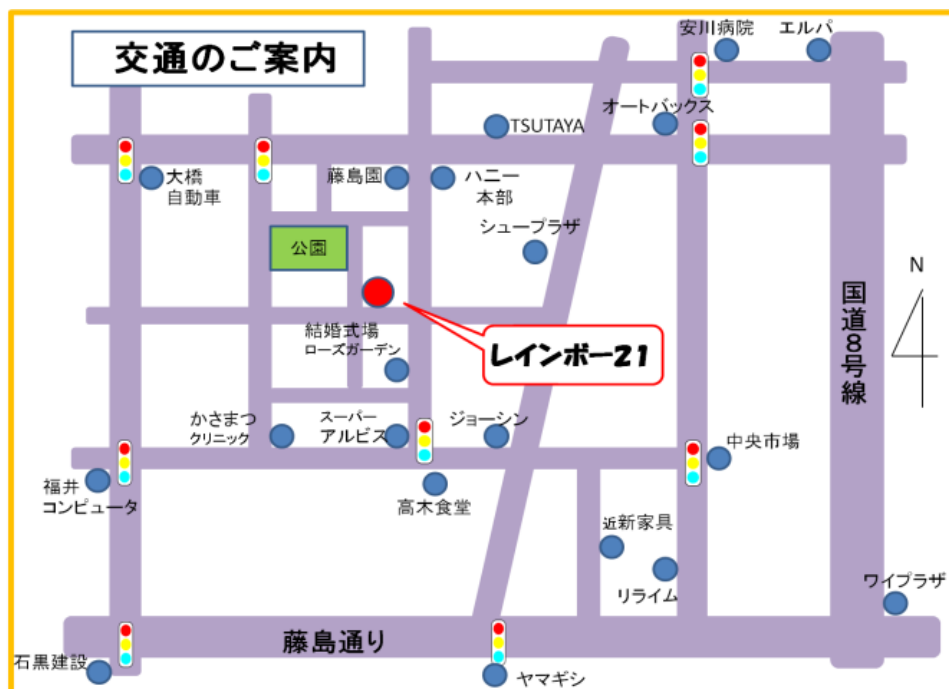 交通のご案内
安川病院
エルパ
オートバックス
TSUTAYA
大橋
自動車
藤島園
ハニー
本部
シュープラザ
公園
N
国道8号線
結婚式場
ローズガーデン
レインボー21
かさまつ
クリニック
スーパー
アルビス
ジョーシン
中央市場
福井
コンピュータ
高木食堂
近新家具
リライム
ワイプラザ
藤島通り
石黒建設
ヤマギシ